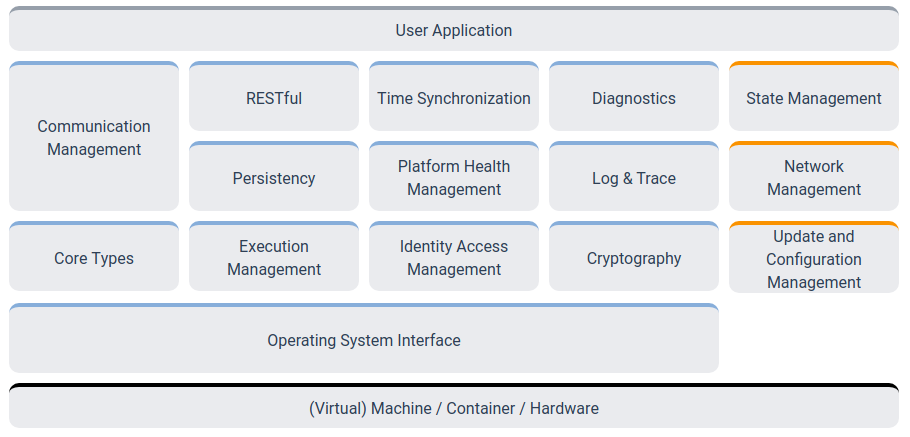 User Application
RESTful
Time Synchronization
Diagnostics
State Management
Communication
Management
Persistency
Platform Health
Management
Log & Trace
Network
Management
Core Types
Execution
Management
Identity Access
Management
Cryptography
Update and
Configuration
Management
Operating System Interface
(Virtual) Machine / Container / Hardware